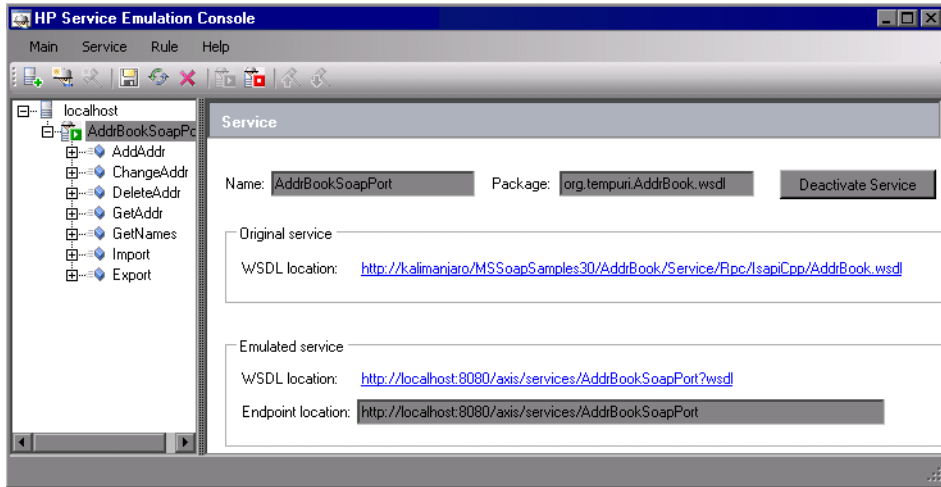 HP Service Emulation Console
Main Service Rule Help
localhost
AddrBookSoapPc
AddAddr
ChangeAddr
DeleteAddr
GetAddr
GetNames
Import
Export
Service
Name: AddrBookSoapPort Package: org.tempuri.AddrBook.wsdl Deactivate Service
Original service
WSDL location: http://kalimanjaro/MSSoapSamples30/AddrBook/Service/Rpc/IsapiCpp/AddrBook.wsdl
Emulated service
WSDL location: http://localhost:8080/axis/services/AddrBookSoapPort?wsdl
Endpoint location: http://localhost:8080/axis/services/AddrBookSoapPort